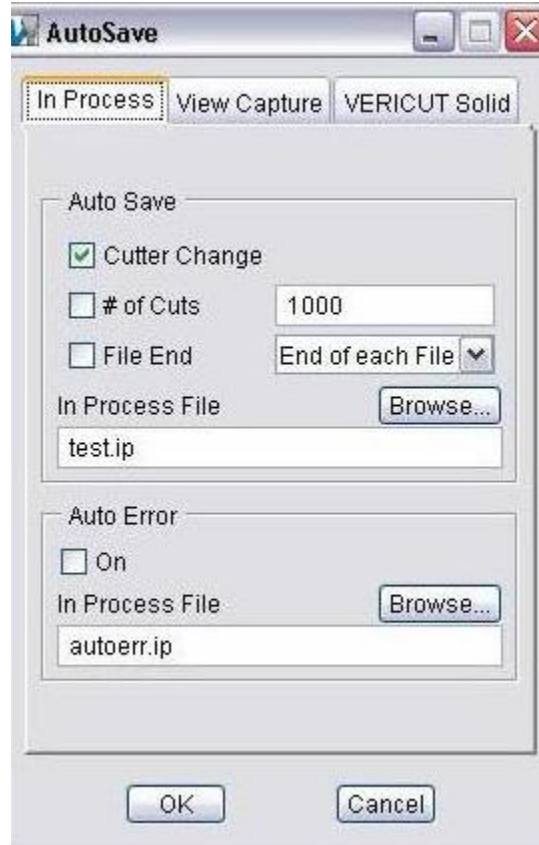 AutoSave
In Process View Capture VERICUT Solid
Auto Save
Cutter Change
# of Cuts 1000
File End End of each File
In Process File Browse...
test.ip
Auto Error
On
In Process File Browse...
autoerr.ip
OK Cancel